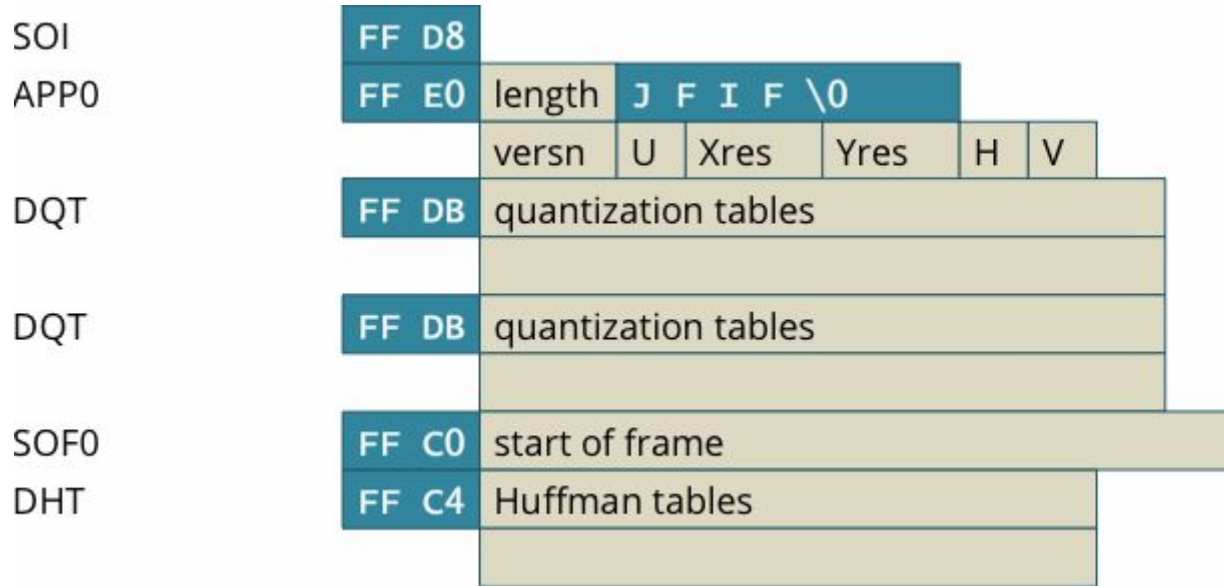 SOI FF D8
APP0 FF E0 length J F I F \0
versn U Xres Yres H V
DQT FF DB quantization tables
DQT FF DB quantization tables
SOF0 FF C0 start of frame
DHT FF C4 Huffman tables